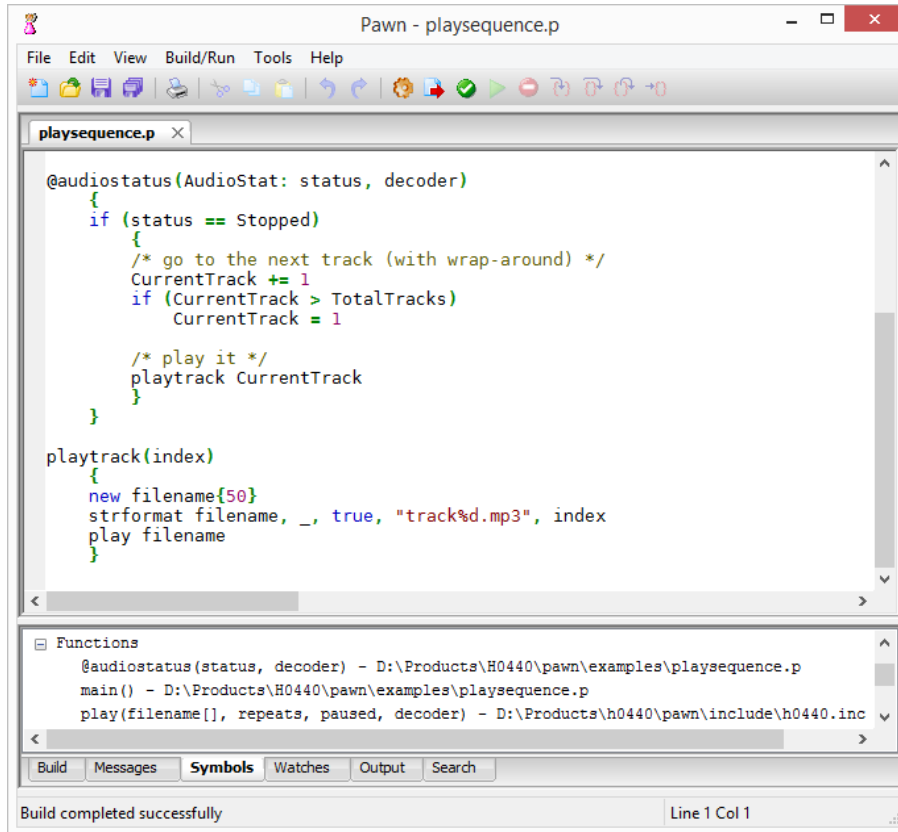 Pawn - playsequence.p
File Edit View Build/Run Tools Help
playsequence.p
@audiostatus(AudioStat: status, decoder)
{
if (status == Stopped)
{
/* go to the next track (with wrap-around) */
CurrentTrack += 1
if (CurrentTrack > TotalTracks)
CurrentTrack = 1
/* play it */
playtrack CurrentTrack
}
}
playtrack(index)
{
new filename{50}
strformat filename, _, true, "track%d.mp3", index
play filename
}
Functions
@audiostatus(status, decoder) - D:\Products\H0440\pawn\examples\playsequence.p
main() - D:\Products\H0440\pawn\examples\playsequence.p
play(filename[], repeats, paused, decoder) - D:\Products\h0440\pawn\include\h0440.inc
Build Messages Symbols Watches Output Search
Build completed successfully Line 1 Col 1